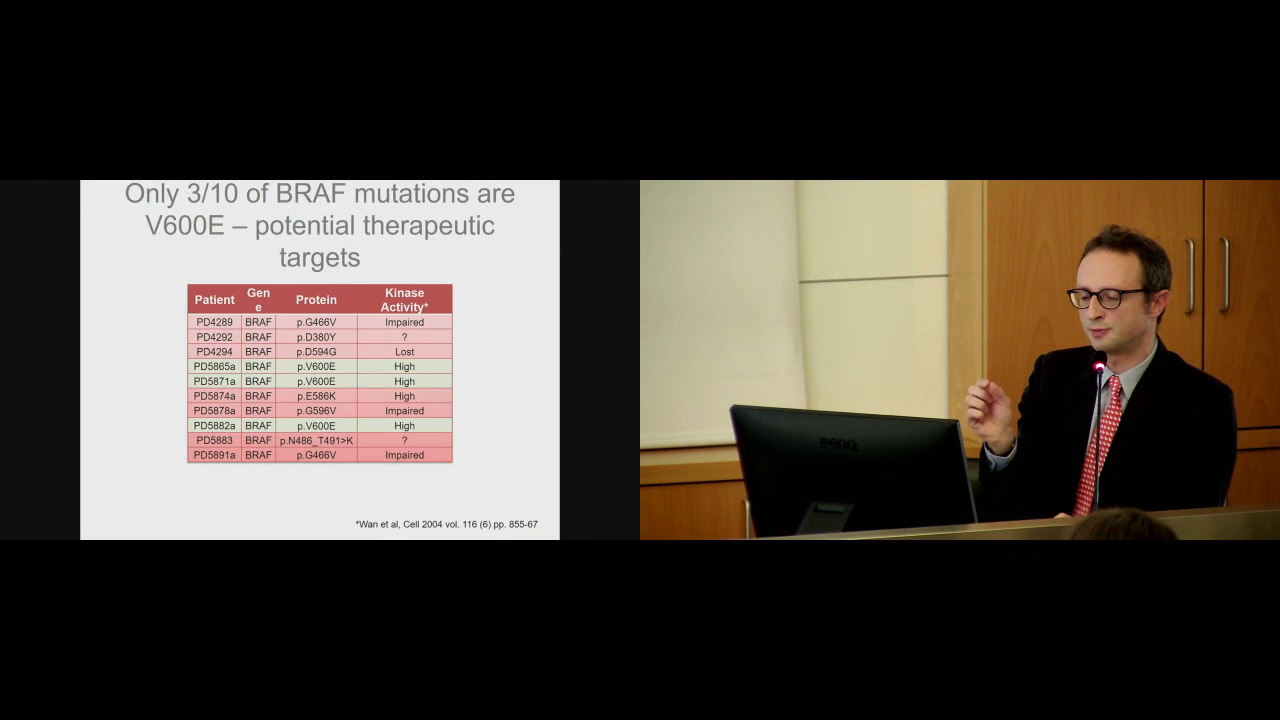 Only 3/10 of BRAF mutations are
V600E – potential therapeutic
targets
Patient Gen e Protein Kinase Activity*
PD4289 BRAF p.G466V Impaired
PD4292 BRAF p.D380Y ?
PD4294 BRAF p.D594G Lost
PD5865a BRAF p.V600E High
PD5871a BRAF p.V600E High
PD5874a BRAF p.E586K High
PD5878a BRAF p.G596V Impaired
PD5882a BRAF p.V600E High
PD5883 BRAF p.N486_T491>K ?
PD5891a BRAF p.G466V Impaired
*Wan et al, Cell 2004 vol. 116 (6) pp. 855-67
BenQ